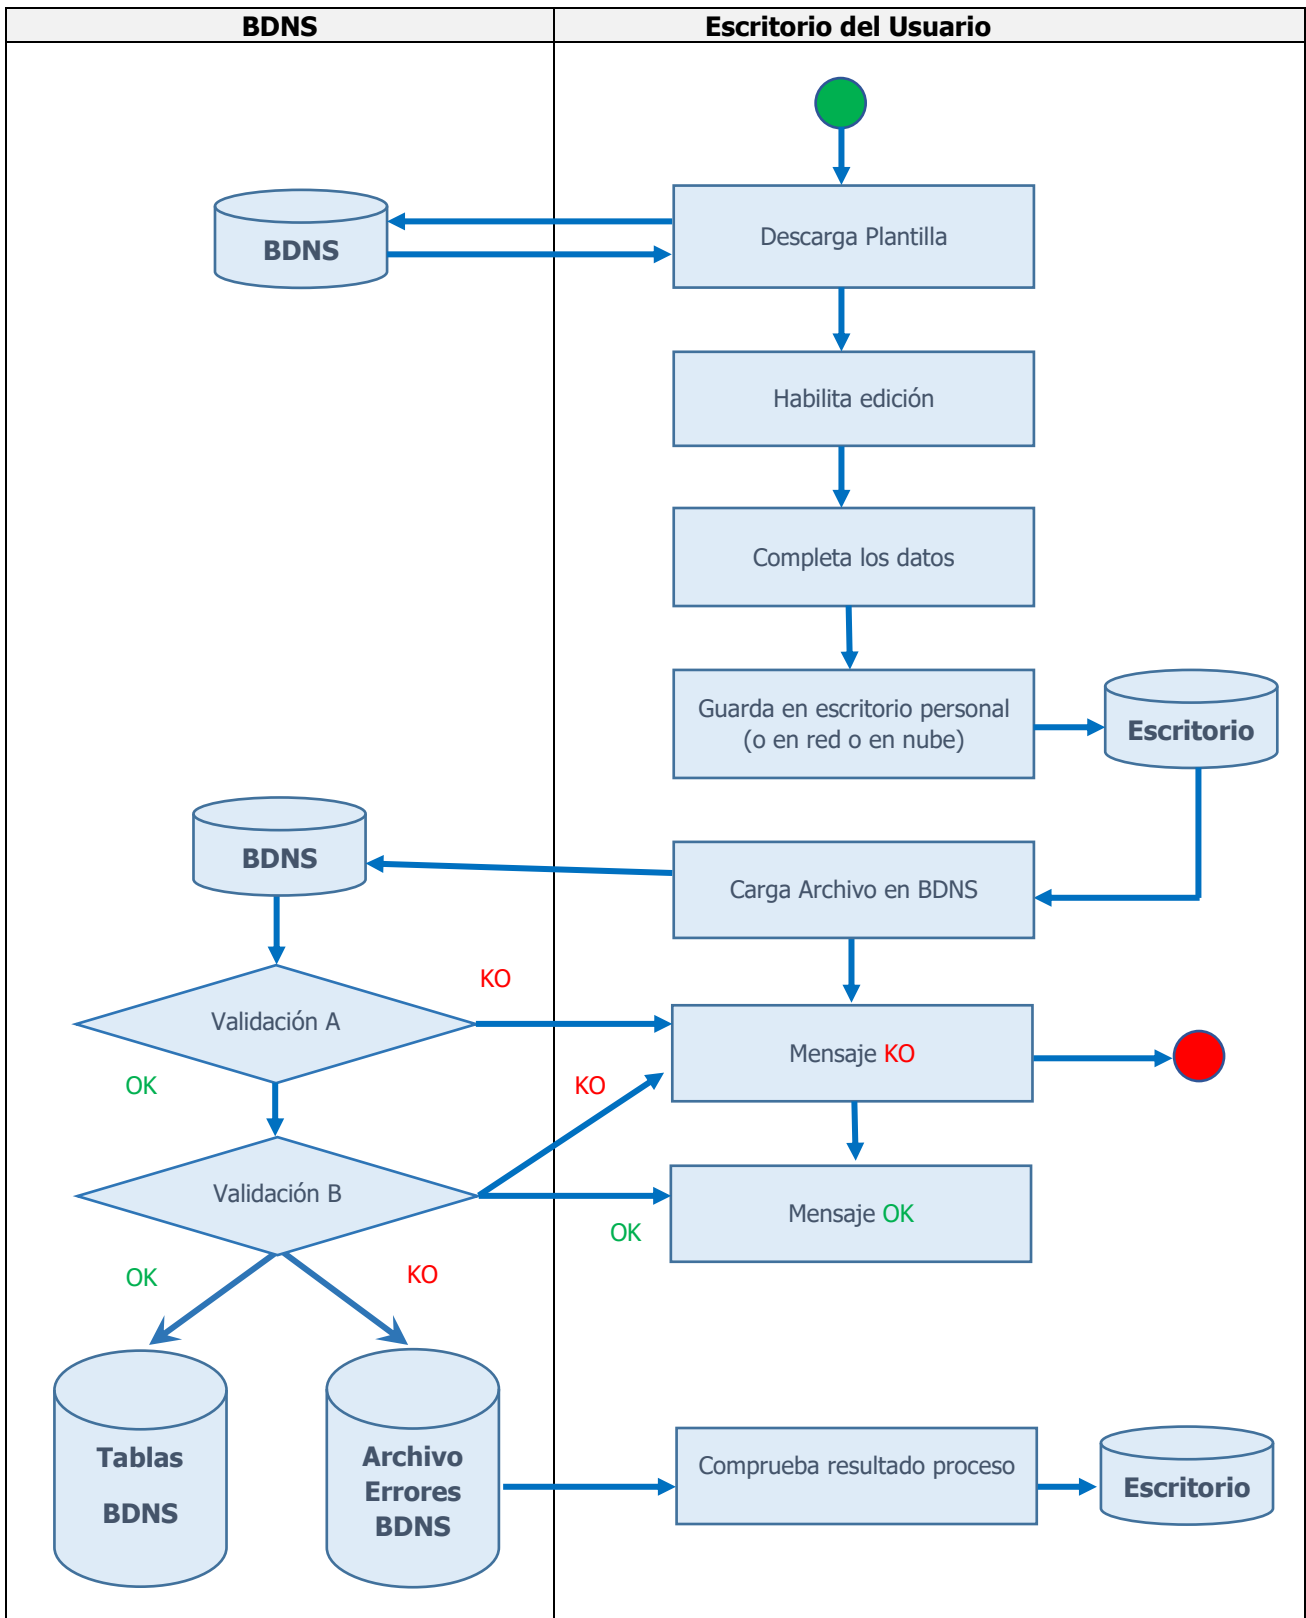 BDNS
Escritorio del Usuario
BDNS
Descarga Plantilla
Habilita edición
Completa los datos
Guarda en escritorio personal
(o en red o en nube)
Escritorio
BDNS
Carga Archivo en BDNS
KO
Validación A
Mensaje KO
OK
KO
Validación B
Mensaje OK
OK
OK
KO
Tablas
BDNS
Archivo
Errores
BDNS
Comprueba resultado proceso
Escritorio